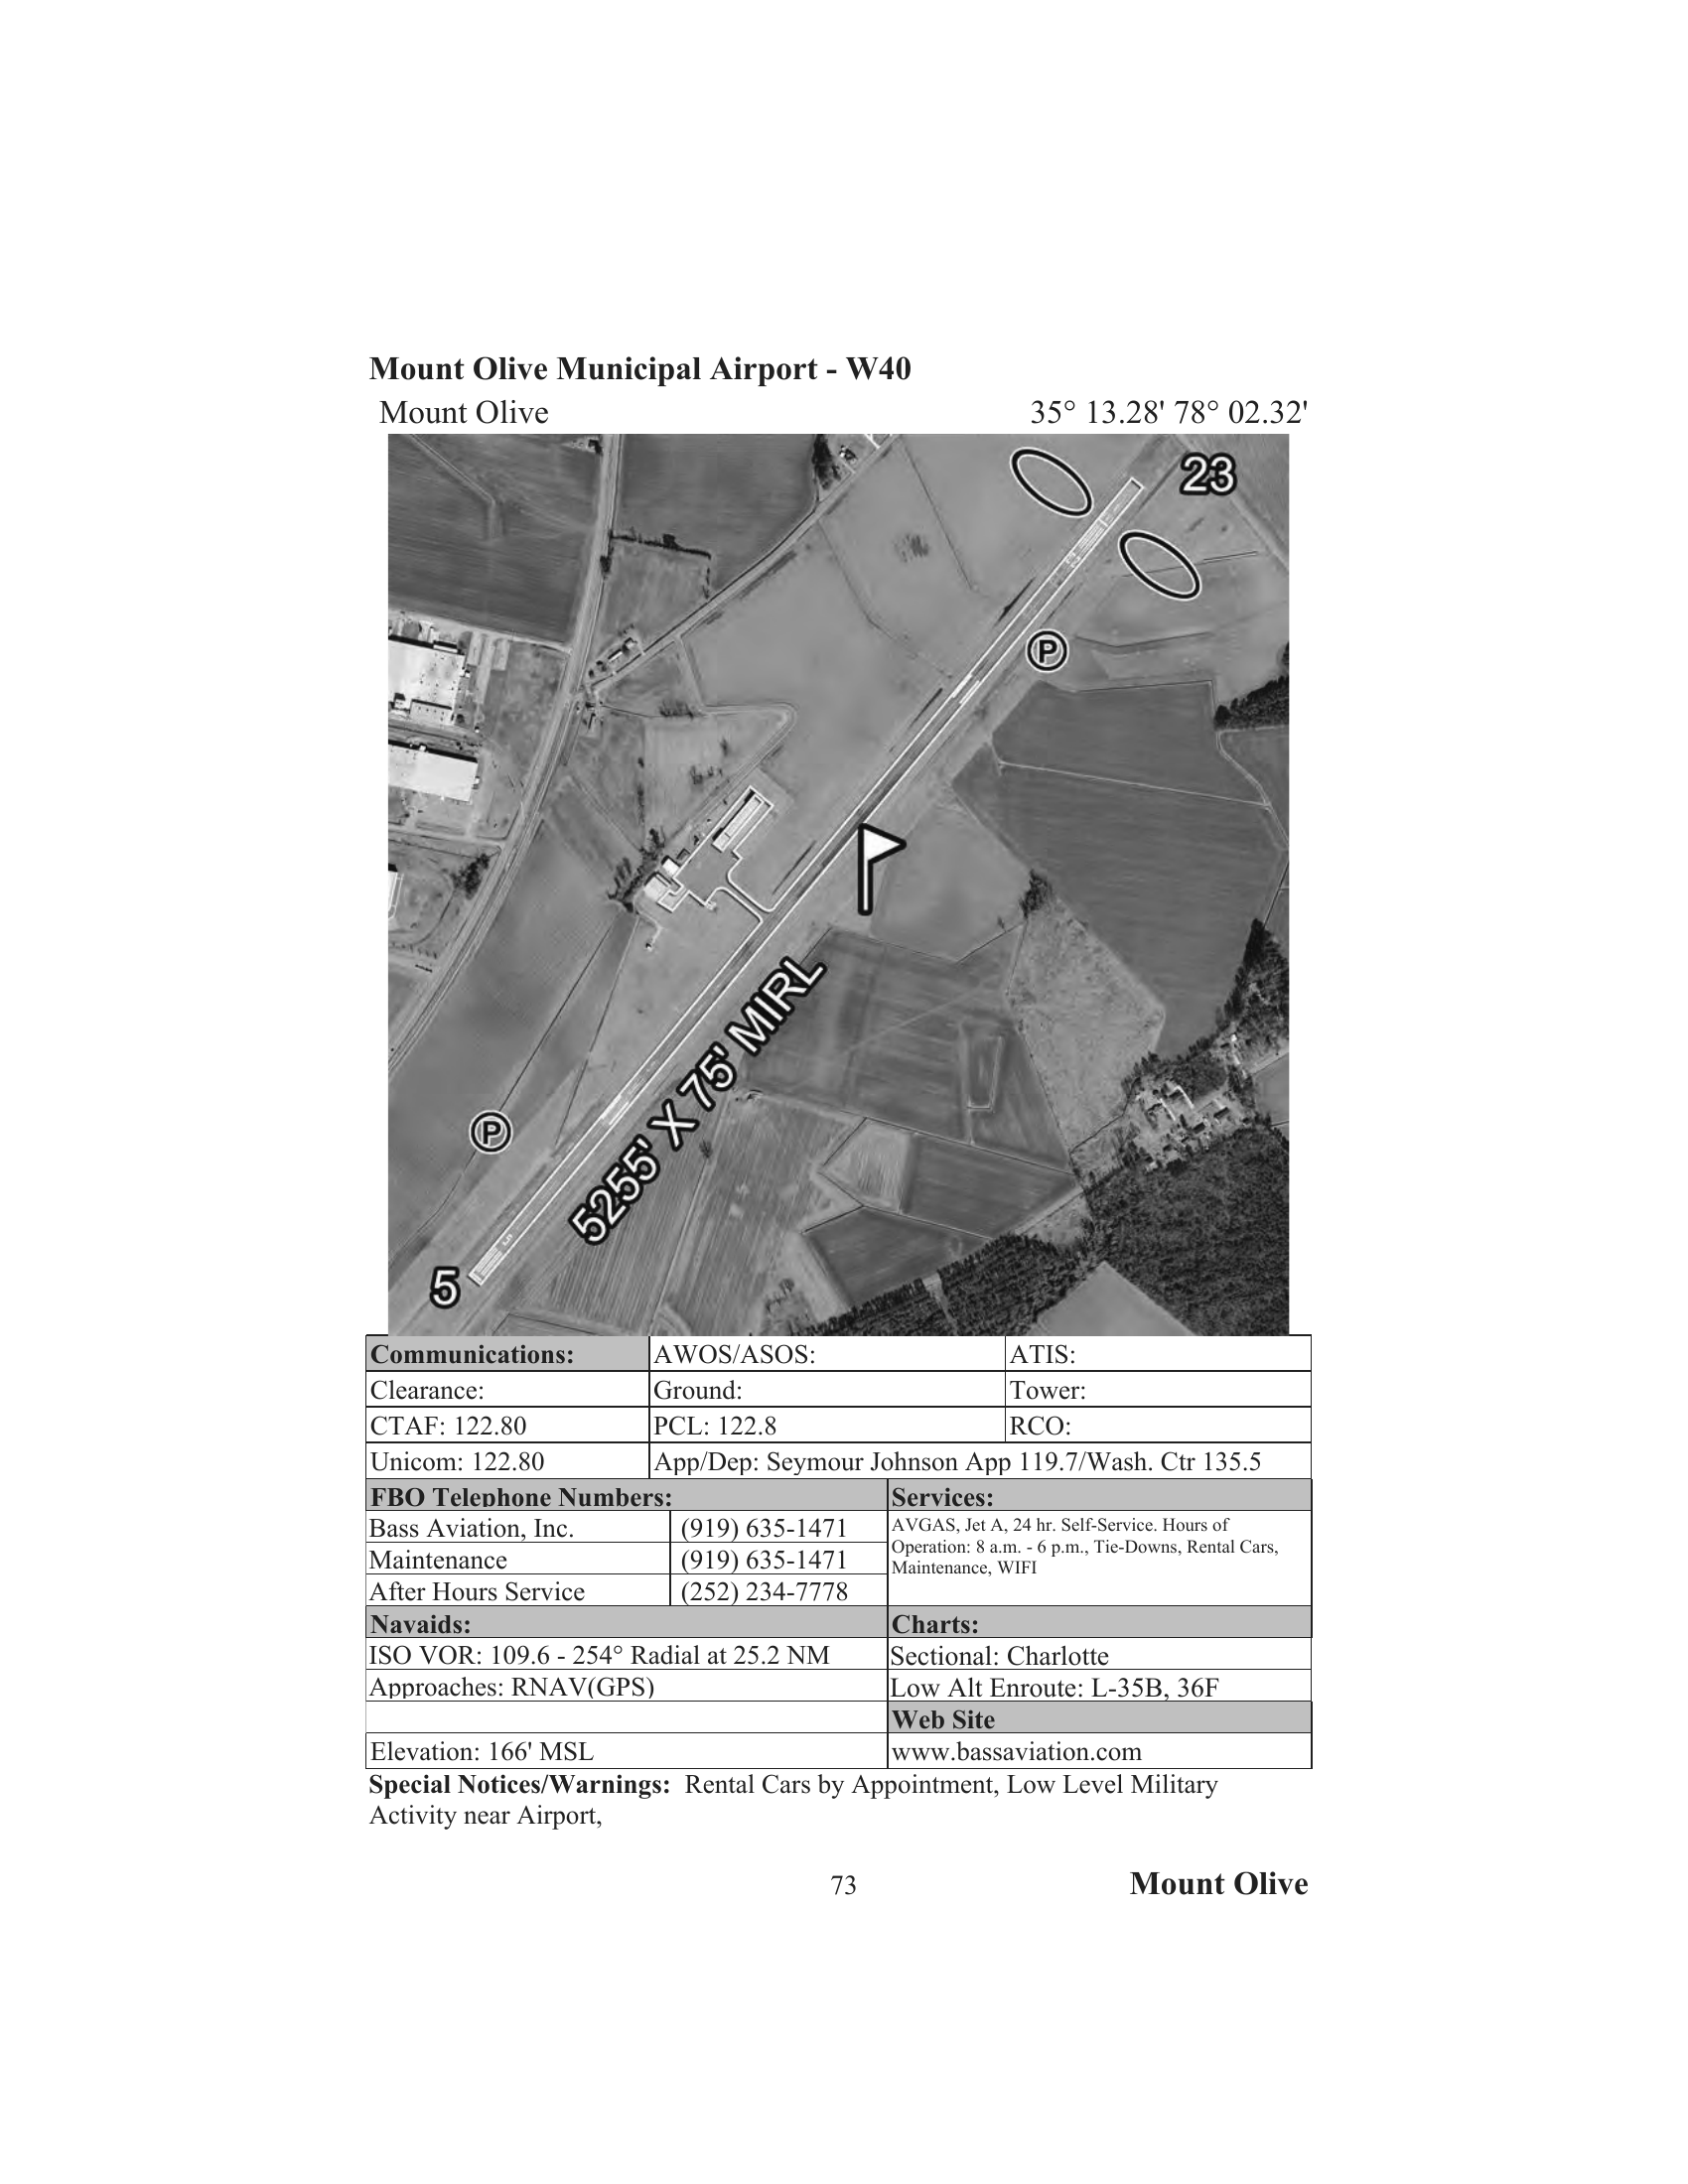 Mount Olive Municipal Airport - W40
Mount Olive 35° 13.28' 78° 02.32'
23
P
5255' X 75' MIRL
P
5
Communications: AWOS/ASOS: ATIS:
Clearance: Ground: Tower:
CTAF: 122.80 PCL: 122.8 RCO:
Unicom: 122.80 App/Dep: Seymour Johnson App 119.7/Wash. Ctr 135.5
FBO Telephone Numbers: Services:
Bass Aviation, Inc. (919) 635-1471
Maintenance (919) 635-1471
After Hours Service (252) 234-7778
AVGAS, Jet A, 24 hr. Self-Service. Hours of
Operation: 8 a.m. - 6 p.m., Tie-Downs, Rental Cars,
Maintenance, WIFI
Navaids: Charts:
ISO VOR: 109.6 - 254° Radial at 25.2 NM Sectional: Charlotte
Approaches: RNAV(GPS) Low Alt Enroute: L-35B, 36F
Web Site
Elevation: 166' MSL www.bassaviation.com
Special Notices/Warnings: Rental Cars by Appointment, Low Level Military
Activity near Airport,
73 Mount Olive